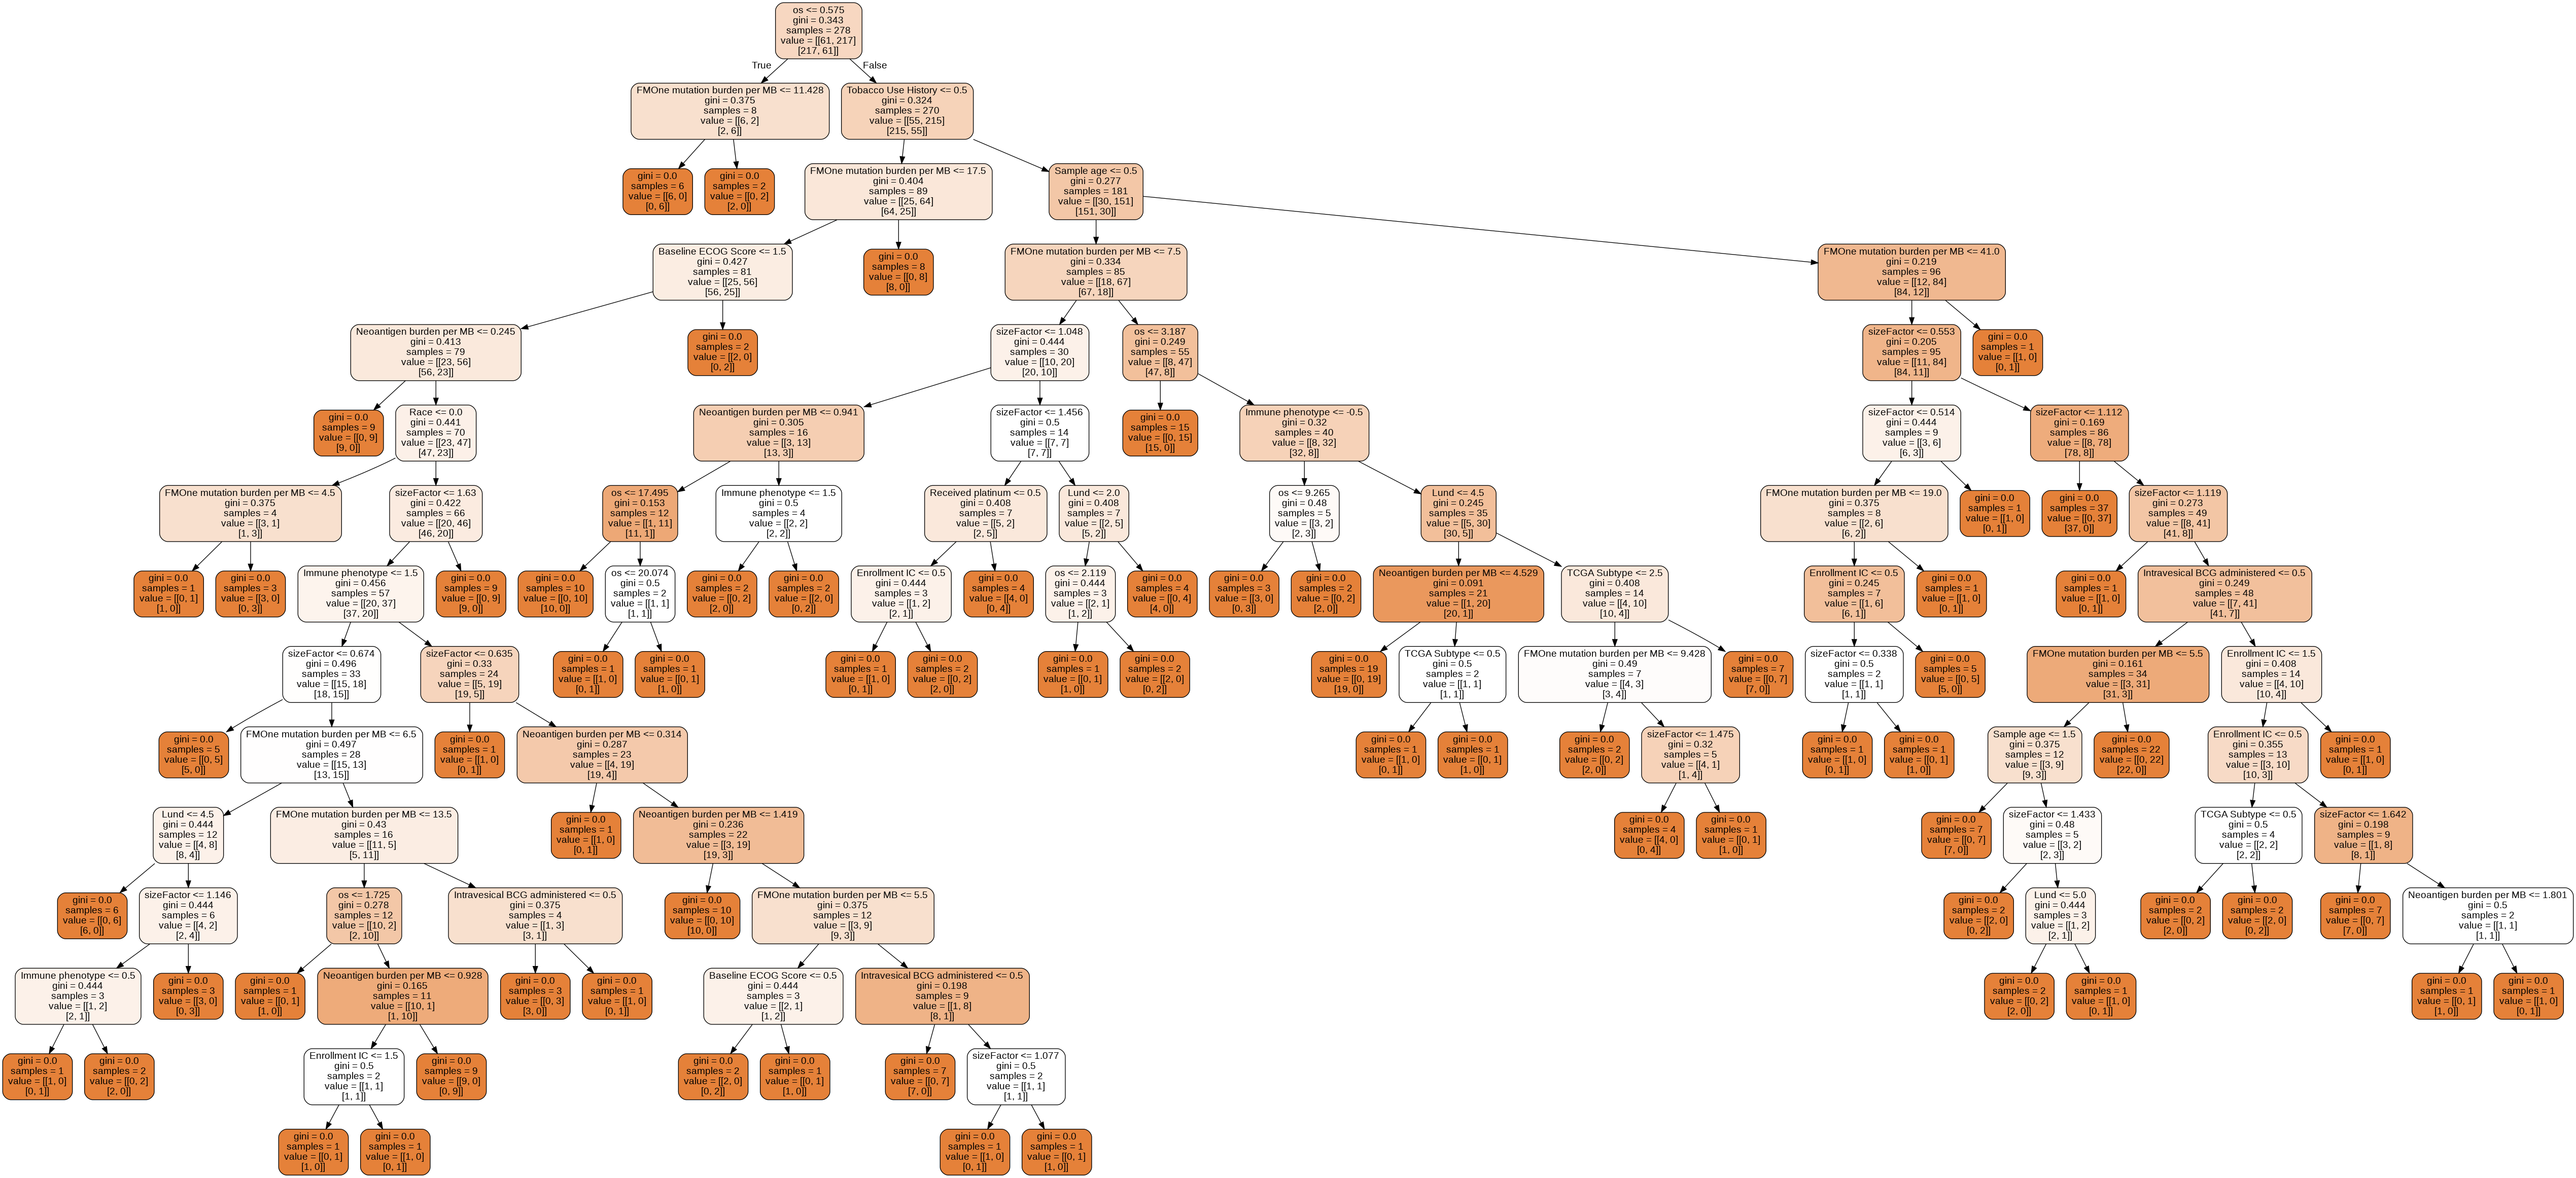 os <= 0.575
gini = 0.343
samples = 278
value = [[61, 217]
[217, 61]]
True
False
FMOne mutation burden per MB <= 11.428
gini = 0.375
samples = 8
value = [[6, 2]
[2, 6]]
Tobacco Use History <= 0.5
gini = 0.324
samples = 270
value = [[55, 215]
[215, 55]]
gini = 0.0
samples = 6
value = [[6, 0]
[0, 6]]
gini = 0.0
samples = 2
value = [[0, 2]
[2, 0]]
FMOne mutation burden per MB <= 17.5
gini = 0.404
samples = 89
value = [[25, 64]
[64, 25]]
Sample age <= 0.5
gini = 0.277
samples = 181
value = [[30, 151]
[151, 30]]
Baseline ECOG Score <= 1.5
gini = 0.427
samples = 81
value = [[25, 56]
[56, 25]]
gini = 0.0
samples = 8
value = [[0, 8]
[8, 0]]
FMOne mutation burden per MB <= 7.5
gini = 0.334
samples = 85
value = [[18, 67]
[67, 18]]
FMOne mutation burden per MB <= 41.0
gini = 0.219
samples = 96
value = [[12, 84]
[84, 12]]
Neoantigen burden per MB <= 0.245
gini = 0.413
samples = 79
value = [[23, 56]
[56, 23]]
gini = 0.0
samples = 2
value = [[2, 0]
[0, 2]]
sizeFactor <= 1.048
gini = 0.444
samples = 30
value = [[10, 20]
[20, 10]]
os <= 3.187
gini = 0.249
samples = 55
value = [[8, 47]
[47, 8]]
sizeFactor <= 0.553
gini = 0.205
samples = 95
value = [[11, 84]
[84, 11]]
gini = 0.0
samples = 1
value = [[1, 0]
[0, 1]]
gini = 0.0
samples = 9
value = [[0, 9]
[9, 0]]
Race <= 0.0
gini = 0.441
samples = 70
value = [[23, 47]
[47, 23]]
Neoantigen burden per MB <= 0.941
gini = 0.305
samples = 16
value = [[3, 13]
[13, 3]]
sizeFactor <= 1.456
gini = 0.5
samples = 14
value = [[7, 7]
[7, 7]]
gini = 0.0
samples = 15
value = [[0, 15]
[15, 0]]
Immune phenotype <= -0.5
gini = 0.32
samples = 40
value = [[8, 32]
[32, 8]]
sizeFactor <= 0.514
gini = 0.444
samples = 9
value = [[3, 6]
[6, 3]]
sizeFactor <= 1.112
gini = 0.169
samples = 86
value = [[8, 78]
[78, 8]]
FMOne mutation burden per MB <= 4.5
gini = 0.375
samples = 4
value = [[3, 1]
[1, 3]]
sizeFactor <= 1.63
gini = 0.422
samples = 66
value = [[20, 46]
[46, 20]]
os <= 17.495
gini = 0.153
samples = 12
value = [[1, 11]
[11, 1]]
Immune phenotype <= 1.5
gini = 0.5
samples = 4
value = [[2, 2]
[2, 2]]
Received platinum <= 0.5
gini = 0.408
samples = 7
value = [[5, 2]
[2, 5]]
Lund <= 2.0
gini = 0.408
samples = 7
value = [[2, 5]
[5, 2]]
os <= 9.265
gini = 0.48
samples = 5
value = [[3, 2]
[2, 3]]
Lund <= 4.5
gini = 0.245
samples = 35
value = [[5, 30]
[30, 5]]
FMOne mutation burden per MB <= 19.0
gini = 0.375
samples = 8
value = [[2, 6]
[6, 2]]
gini = 0.0
samples = 1
value = [[1, 0]
[0, 1]]
gini = 0.0
samples = 37
value = [[0, 37]
[37, 0]]
sizeFactor <= 1.119
gini = 0.273
samples = 49
value = [[8, 41]
[41, 8]]
gini = 0.0
samples = 1
value = [[0, 1]
[1, 0]]
gini = 0.0
samples = 3
value = [[3, 0]
[0, 3]]
Immune phenotype <= 1.5
gini = 0.456
samples = 57
value = [[20, 37]
[37, 20]]
gini = 0.0
samples = 9
value = [[0, 9]
[9, 0]]
gini = 0.0
samples = 10
value = [[0, 10]
[10, 0]]
os <= 20.074
gini = 0.5
samples = 2
value = [[1, 1]
[1, 1]]
gini = 0.0
samples = 2
value = [[0, 2]
[2, 0]]
gini = 0.0
samples = 2
value = [[2, 0]
[0, 2]]
Enrollment IC <= 0.5
gini = 0.444
samples = 3
value = [[1, 2]
[2, 1]]
gini = 0.0
samples = 4
value = [[4, 0]
[0, 4]]
os <= 2.119
gini = 0.444
samples = 3
value = [[2, 1]
[1, 2]]
gini = 0.0
samples = 4
value = [[0, 4]
[4, 0]]
gini = 0.0
samples = 3
value = [[3, 0]
[0, 3]]
gini = 0.0
samples = 2
value = [[0, 2]
[2, 0]]
Neoantigen burden per MB <= 4.529
gini = 0.091
samples = 21
value = [[1, 20]
[20, 1]]
TCGA Subtype <= 2.5
gini = 0.408
samples = 14
value = [[4, 10]
[10, 4]]
Enrollment IC <= 0.5
gini = 0.245
samples = 7
value = [[1, 6]
[6, 1]]
gini = 0.0
samples = 1
value = [[1, 0]
[0, 1]]
gini = 0.0
samples = 1
value = [[1, 0]
[0, 1]]
Intravesical BCG administered <= 0.5
gini = 0.249
samples = 48
value = [[7, 41]
[41, 7]]
sizeFactor <= 0.674
gini = 0.496
samples = 33
value = [[15, 18]
[18, 15]]
sizeFactor <= 0.635
gini = 0.33
samples = 24
value = [[5, 19]
[19, 5]]
gini = 0.0
samples = 1
value = [[1, 0]
[0, 1]]
gini = 0.0
samples = 1
value = [[0, 1]
[1, 0]]
gini = 0.0
samples = 1
value = [[1, 0]
[0, 1]]
gini = 0.0
samples = 2
value = [[0, 2]
[2, 0]]
gini = 0.0
samples = 1
value = [[0, 1]
[1, 0]]
gini = 0.0
samples = 2
value = [[2, 0]
[0, 2]]
gini = 0.0
samples = 19
value = [[0, 19]
[19, 0]]
TCGA Subtype <= 0.5
gini = 0.5
samples = 2
value = [[1, 1]
[1, 1]]
FMOne mutation burden per MB <= 9.428
gini = 0.49
samples = 7
value = [[4, 3]
[3, 4]]
gini = 0.0
samples = 7
value = [[0, 7]
[7, 0]]
sizeFactor <= 0.338
gini = 0.5
samples = 2
value = [[1, 1]
[1, 1]]
gini = 0.0
samples = 5
value = [[0, 5]
[5, 0]]
FMOne mutation burden per MB <= 5.5
gini = 0.161
samples = 34
value = [[3, 31]
[31, 3]]
Enrollment IC <= 1.5
gini = 0.408
samples = 14
value = [[4, 10]
[10, 4]]
gini = 0.0
samples = 5
value = [[0, 5]
[5, 0]]
FMOne mutation burden per MB <= 6.5
gini = 0.497
samples = 28
value = [[15, 13]
[13, 15]]
gini = 0.0
samples = 1
value = [[1, 0]
[0, 1]]
Neoantigen burden per MB <= 0.314
gini = 0.287
samples = 23
value = [[4, 19]
[19, 4]]
gini = 0.0
samples = 1
value = [[1, 0]
[0, 1]]
gini = 0.0
samples = 1
value = [[0, 1]
[1, 0]]
gini = 0.0
samples = 2
value = [[0, 2]
[2, 0]]
sizeFactor <= 1.475
gini = 0.32
samples = 5
value = [[4, 1]
[1, 4]]
gini = 0.0
samples = 1
value = [[1, 0]
[0, 1]]
gini = 0.0
samples = 1
value = [[0, 1]
[1, 0]]
Sample age <= 1.5
gini = 0.375
samples = 12
value = [[3, 9]
[9, 3]]
gini = 0.0
samples = 22
value = [[0, 22]
[22, 0]]
Enrollment IC <= 0.5
gini = 0.355
samples = 13
value = [[3, 10]
[10, 3]]
gini = 0.0
samples = 1
value = [[1, 0]
[0, 1]]
Lund <= 4.5
gini = 0.444
samples = 12
value = [[4, 8]
[8, 4]]
FMOne mutation burden per MB <= 13.5
gini = 0.43
samples = 16
value = [[11, 5]
[5, 11]]
gini = 0.0
samples = 1
value = [[1, 0]
[0, 1]]
Neoantigen burden per MB <= 1.419
gini = 0.236
samples = 22
value = [[3, 19]
[19, 3]]
gini = 0.0
samples = 4
value = [[4, 0]
[0, 4]]
gini = 0.0
samples = 1
value = [[0, 1]
[1, 0]]
gini = 0.0
samples = 7
value = [[0, 7]
[7, 0]]
sizeFactor <= 1.433
gini = 0.48
samples = 5
value = [[3, 2]
[2, 3]]
TCGA Subtype <= 0.5
gini = 0.5
samples = 4
value = [[2, 2]
[2, 2]]
sizeFactor <= 1.642
gini = 0.198
samples = 9
value = [[1, 8]
[8, 1]]
gini = 0.0
samples = 6
value = [[0, 6]
[6, 0]]
sizeFactor <= 1.146
gini = 0.444
samples = 6
value = [[4, 2]
[2, 4]]
os <= 1.725
gini = 0.278
samples = 12
value = [[10, 2]
[2, 10]]
Intravesical BCG administered <= 0.5
gini = 0.375
samples = 4
value = [[1, 3]
[3, 1]]
gini = 0.0
samples = 10
value = [[0, 10]
[10, 0]]
FMOne mutation burden per MB <= 5.5
gini = 0.375
samples = 12
value = [[3, 9]
[9, 3]]
gini = 0.0
samples = 2
value = [[2, 0]
[0, 2]]
Lund <= 5.0
gini = 0.444
samples = 3
value = [[1, 2]
[2, 1]]
gini = 0.0
samples = 2
value = [[0, 2]
[2, 0]]
gini = 0.0
samples = 2
value = [[2, 0]
[0, 2]]
gini = 0.0
samples = 7
value = [[0, 7]
[7, 0]]
Neoantigen burden per MB <= 1.801
gini = 0.5
samples = 2
value = [[1, 1]
[1, 1]]
Immune phenotype <= 0.5
gini = 0.444
samples = 3
value = [[1, 2]
[2, 1]]
gini = 0.0
samples = 3
value = [[3, 0]
[0, 3]]
gini = 0.0
samples = 1
value = [[0, 1]
[1, 0]]
Neoantigen burden per MB <= 0.928
gini = 0.165
samples = 11
value = [[10, 1]
[1, 10]]
gini = 0.0
samples = 3
value = [[0, 3]
[3, 0]]
gini = 0.0
samples = 1
value = [[1, 0]
[0, 1]]
Baseline ECOG Score <= 0.5
gini = 0.444
samples = 3
value = [[2, 1]
[1, 2]]
Intravesical BCG administered <= 0.5
gini = 0.198
samples = 9
value = [[1, 8]
[8, 1]]
gini = 0.0
samples = 2
value = [[0, 2]
[2, 0]]
gini = 0.0
samples = 1
value = [[1, 0]
[0, 1]]
gini = 0.0
samples = 1
value = [[0, 1]
[1, 0]]
gini = 0.0
samples = 1
value = [[1, 0]
[0, 1]]
gini = 0.0
samples = 1
value = [[1, 0]
[0, 1]]
gini = 0.0
samples = 2
value = [[0, 2]
[2, 0]]
Enrollment IC <= 1.5
gini = 0.5
samples = 2
value = [[1, 1]
[1, 1]]
gini = 0.0
samples = 9
value = [[9, 0]
[0, 9]]
gini = 0.0
samples = 2
value = [[2, 0]
[0, 2]]
gini = 0.0
samples = 1
value = [[0, 1]
[1, 0]]
gini = 0.0
samples = 7
value = [[0, 7]
[7, 0]]
sizeFactor <= 1.077
gini = 0.5
samples = 2
value = [[1, 1]
[1, 1]]
gini = 0.0
samples = 1
value = [[0, 1]
[1, 0]]
gini = 0.0
samples = 1
value = [[1, 0]
[0, 1]]
gini = 0.0
samples = 1
value = [[1, 0]
[0, 1]]
gini = 0.0
samples = 1
value = [[0, 1]
[1, 0]]